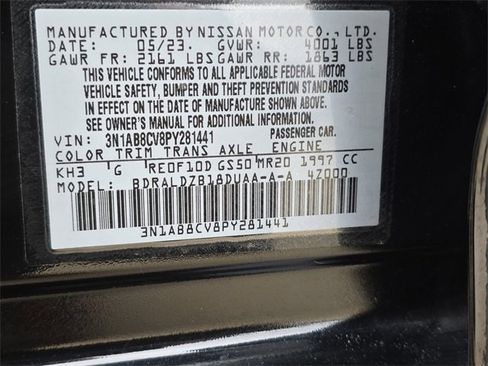 MANUFACTURED BY NISSAN MOTOR CO., LTD.
DATE: 05/23 GVWR: 4001 LBS
GAWR FR: 2161 LBS GAWR RR: 1863 LBS
THIS VEHICLE CONFORMS TO ALL APPLICABLE FEDERAL MOTOR
VEHICLE SAFETY, BUMPER AND THEFT PREVENTION STANDARDS
IN EFFECT ON THE DATE OF MANUFACTURE SHOWN ABOVE.
SEE OWNER'S MANUAL FOR MORE INFORMATION.
VIN: 3N1AB8CV8PY281441 PASSENGER CAR.
COLOR TRIM TRANS AXLE ENGINE
KH3 G RE0F10D GS50 MR20 1997 CC
MODEL: BDRALDZB18DUAA-A-A 4Z000
3N1AB8CV8PY281441